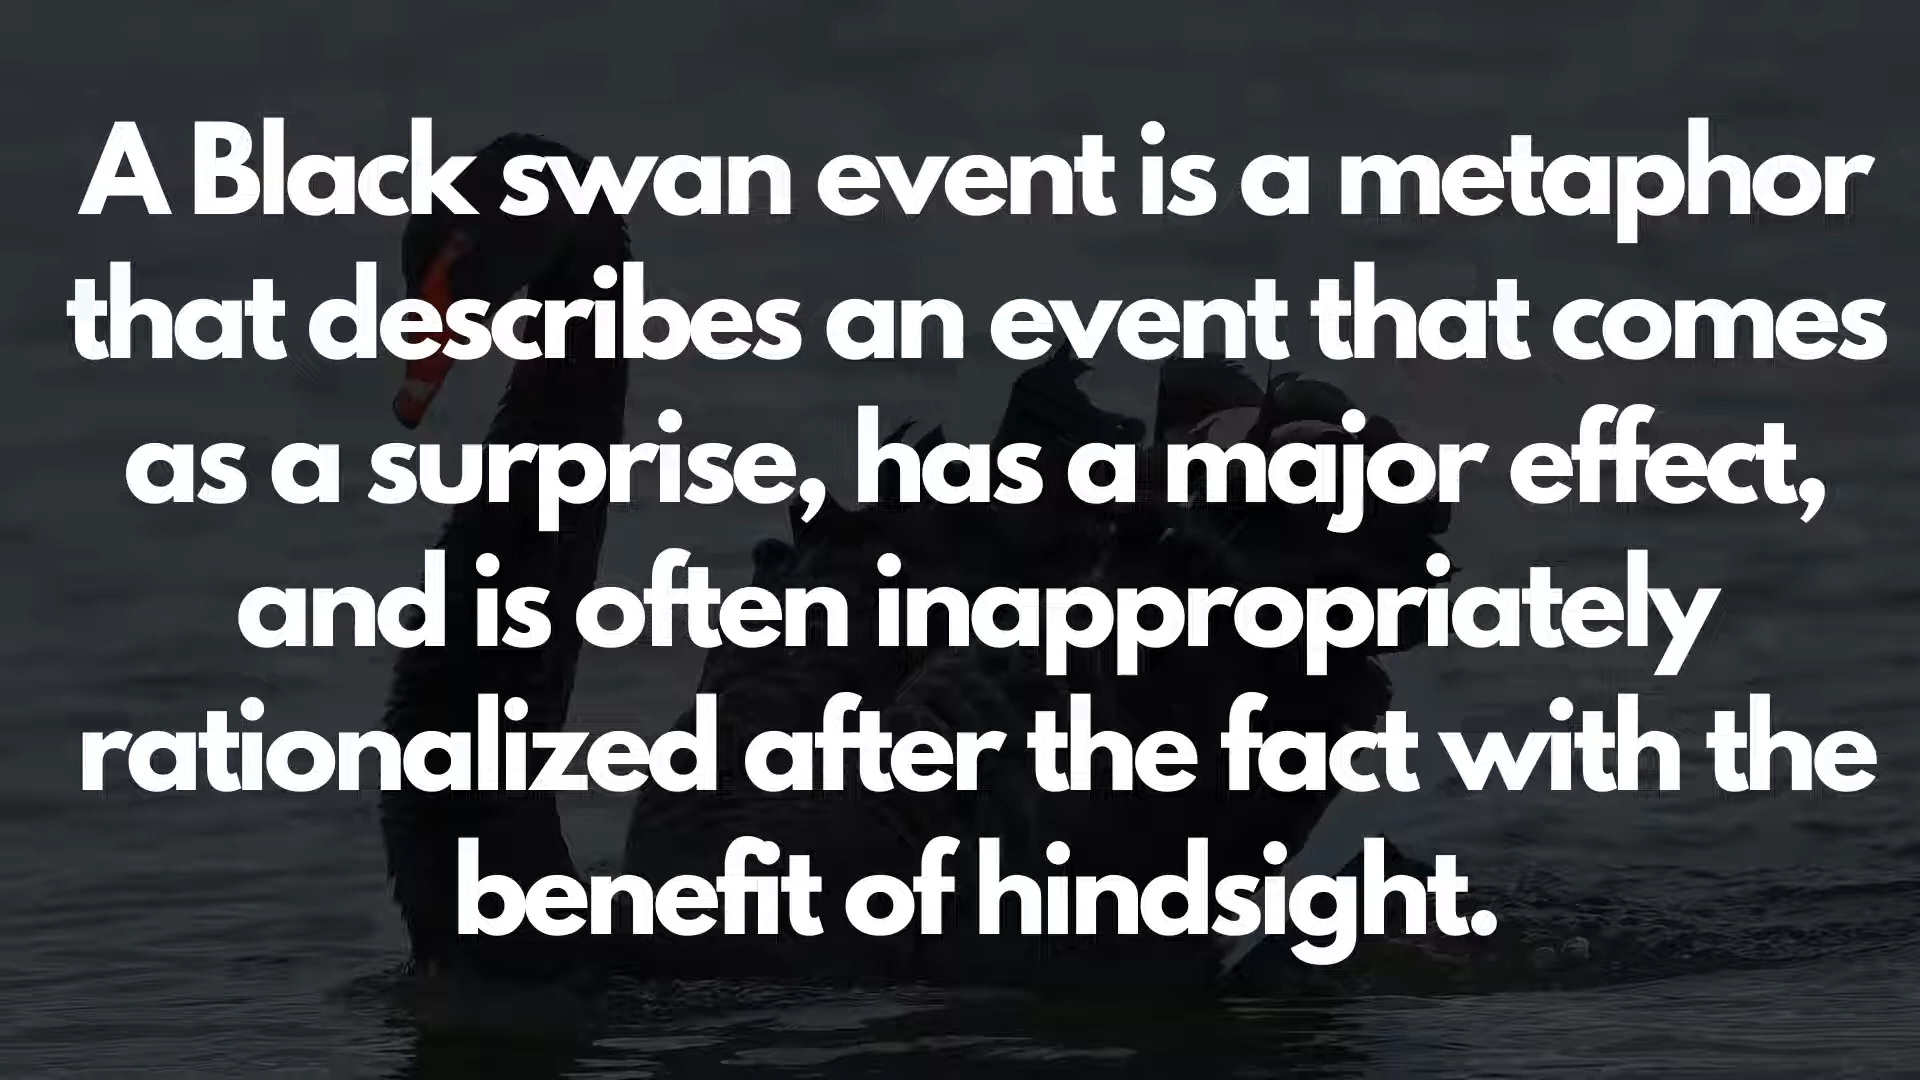 A Black swan event is a metaphor
that describes an event that comes
as a surprise, has a major effect,
and is often inappropriately
rationalized after the fact with the
benefit of hindsight.